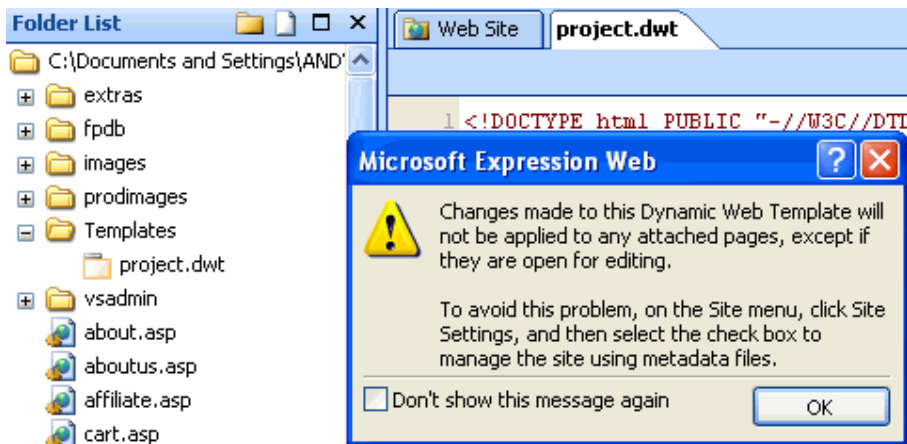 Folder List
Web Site
project.dwt
C:\Documents and Settings\AND
extras
fpdb
images
prodimages
Templates
project.dwt
vsadmin
about.asp
aboutus.asp
affiliate.asp
cart.asp
1 <!DOCTYPE html PUBLIC "-//W3C//DTD
Microsoft Expression Web
Changes made to this Dynamic Web Template will
not be applied to any attached pages, except if
they are open for editing.
To avoid this problem, on the Site menu, click Site
Settings, and then select the check box to
manage the site using metadata files.
Don't show this message again
OK